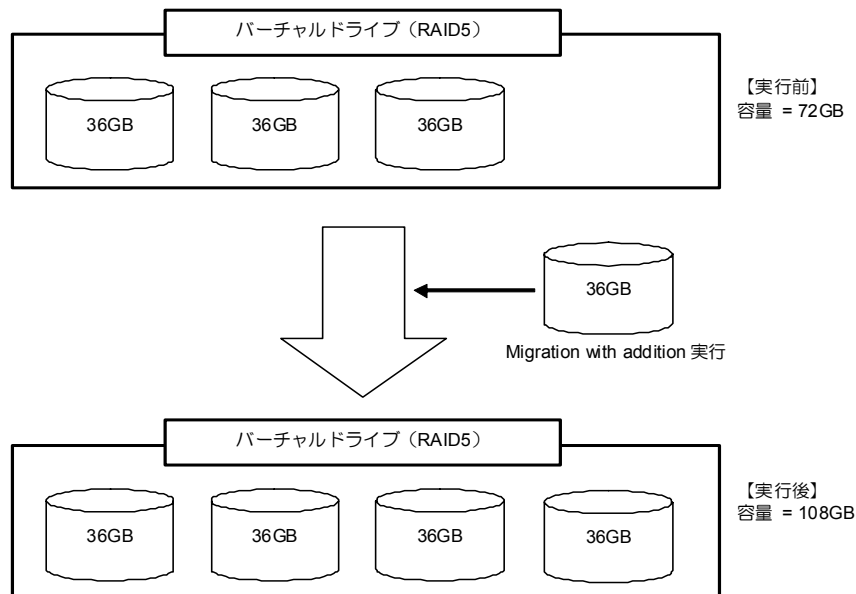 バーチャルドライブ（RAID5）
36GB
36GB
36GB
【実行前】
容量 = 72GB
36GB
Migration with addition 実行
バーチャルドライブ（RAID5）
36GB
36GB
36GB
36GB
【実行後】
容量 = 108GB